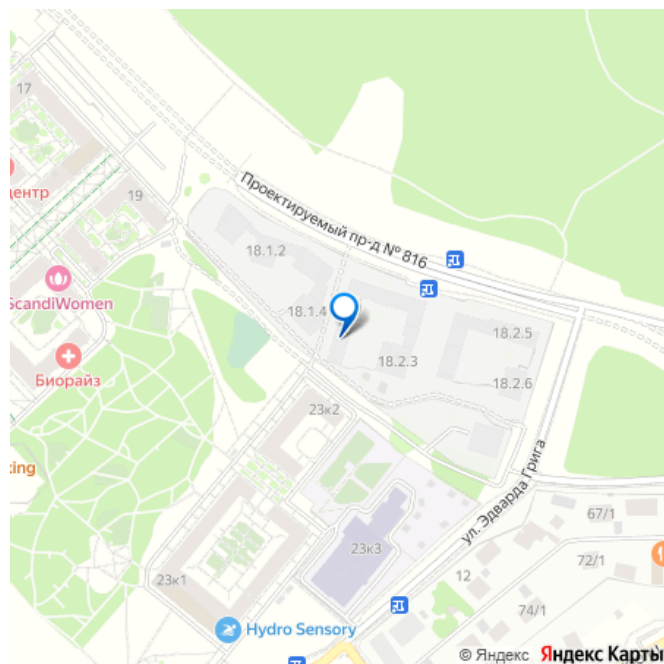 17
центр
19
Проектируемый пр-д № 816
18.1.2
ScandiWomen
18.1.4
18.2.5
18.2.3
18.2.6
Биорайз
23к2
king
ул. Эдварда Грига
67/1
23к3
72/1
23к1
12
74/1
Hydro Sensory
© Яндекс Яндекс Карты